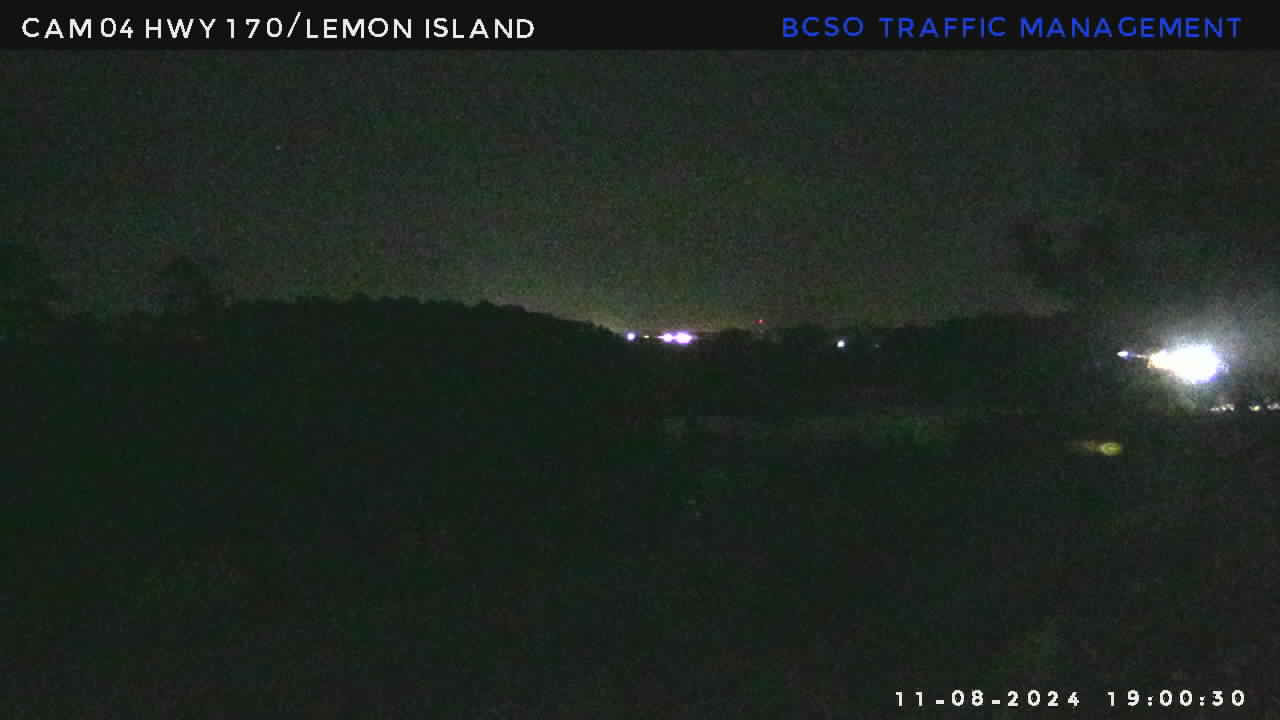 CAM04 HWY 170/LEMON ISLAND
BCSO TRAFFIC MANAGEMENT
11-08-2024 19:00:30